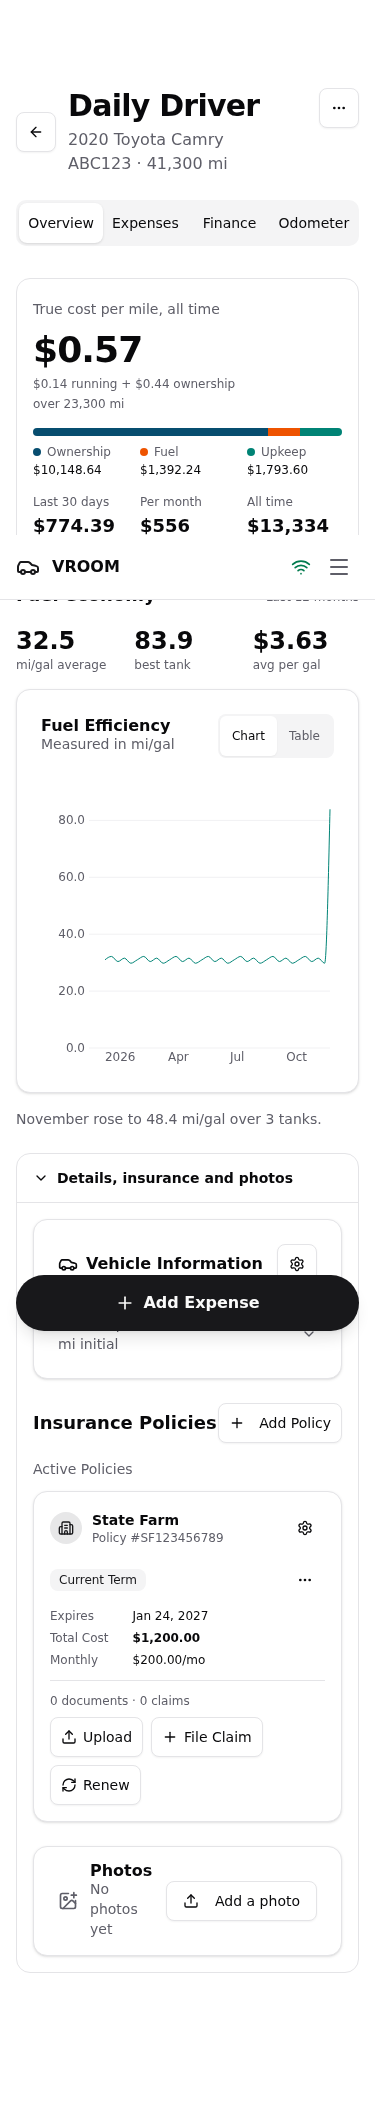 Daily Driver
2020 Toyota Camry
ABC123 · 41,300 mi
Overview Expenses Finance Odometer
True cost per mile, all time
$0.57
$0.14 running + $0.44 ownership
over 23,300 mi
Ownership Fuel Upkeep
$10,148.64 $1,392.24 $1,793.60
Last 30 days Per month All time
$774.39 $556 $13,334
VROOM
32.5 83.9 $3.63
mi/gal average best tank avg per gal
Fuel Efficiency
Measured in mi/gal
Chart Table
80.0
60.0
40.0
20.0
0.0
2026 Apr Jul Oct
November rose to 48.4 mi/gal over 3 tanks.
Details, insurance and photos
Vehicle Information
Add Expense
mi initial
Insurance Policies
Add Policy
Active Policies
State Farm
Policy #SF123456789
Current Term
Expires Jan 24, 2027
Total Cost $1,200.00
Monthly $200.00/mo
0 documents · 0 claims
Upload File Claim
Renew
Photos
No
photos
yet
Add a photo